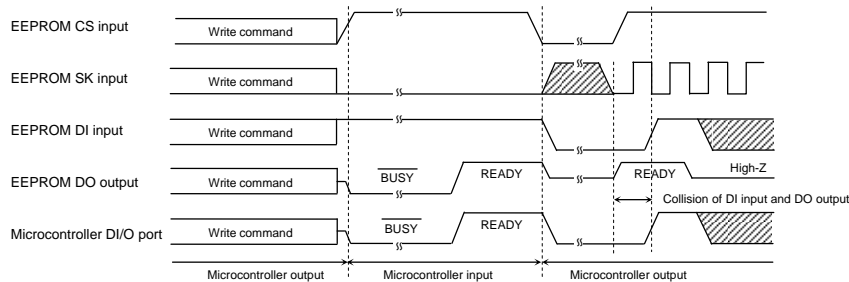 EEPROM CS input
Write command
EEPROM SK input
Write command
EEPROM DI input
Write command
EEPROM DO output
Write command
BUSY
READY
READY
High-Z
Collision of DI input and DO output
Microcontroller DI/O port
Write command
BUSY
READY
Microcontroller output
Microcontroller input
Microcontroller output